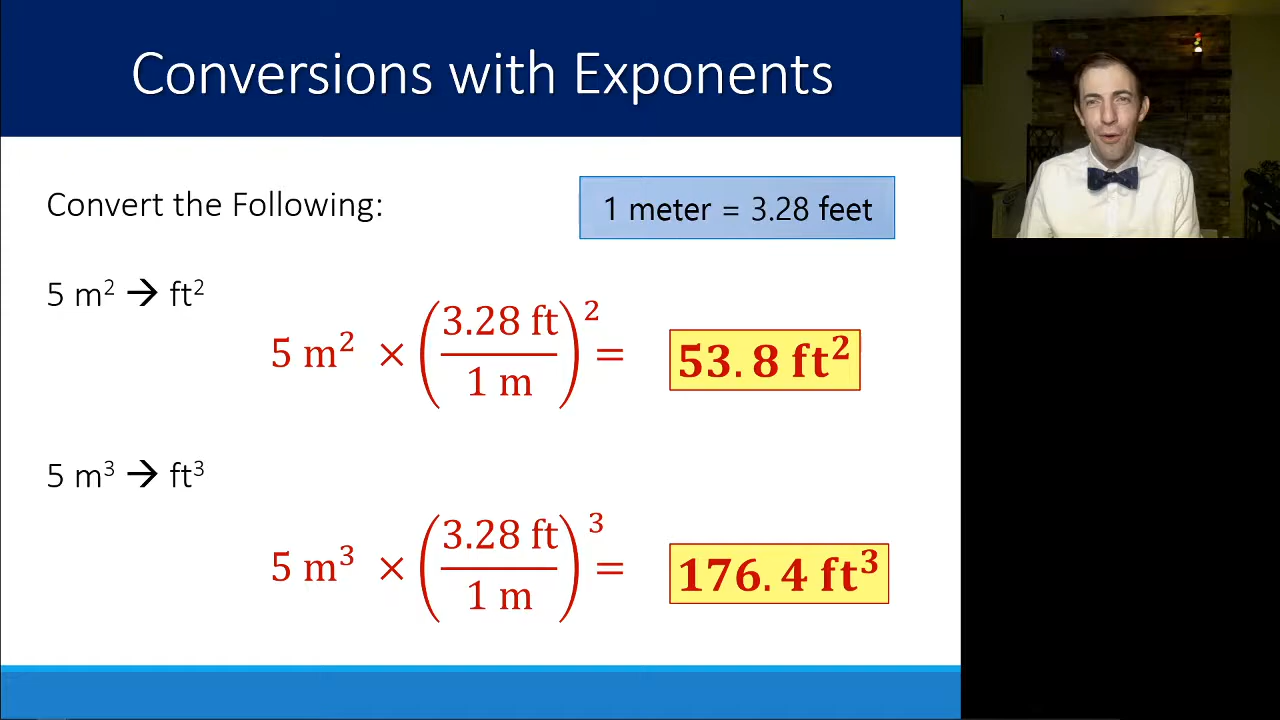 Conversions with Exponents
Convert the Following:
1 meter = 3.28 feet
5 m² → ft²
5 m² × (3.28 ft / 1 m)² = 53.8 ft²
5 m³ → ft³
5 m³ × (3.28 ft / 1 m)³ = 176.4 ft³